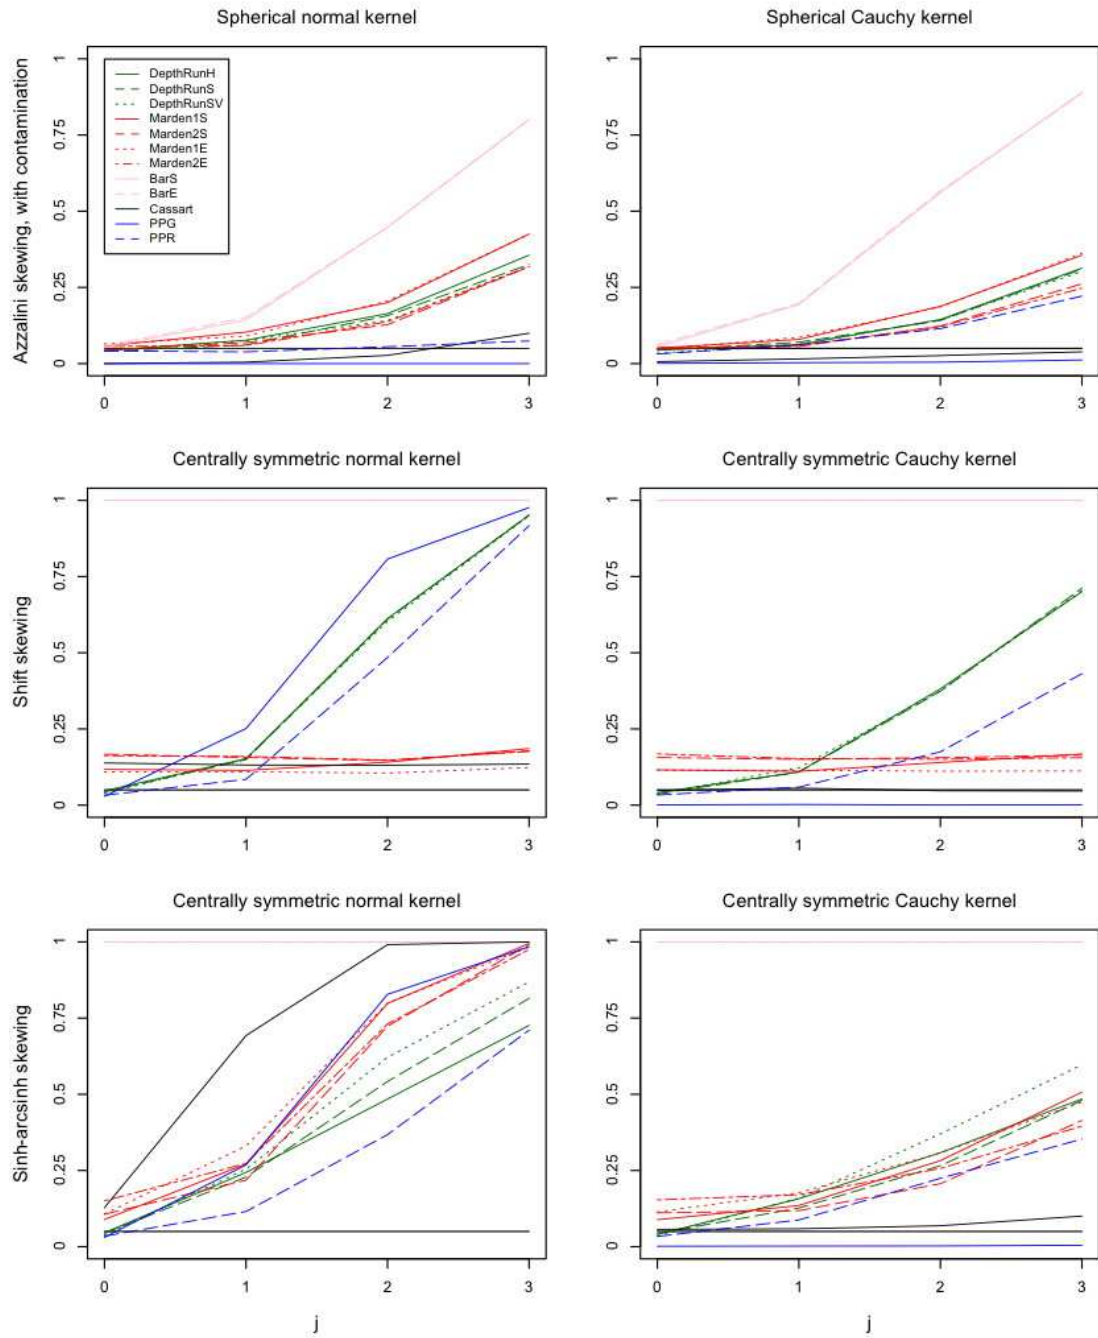 Spherical normal kernel
Spherical Cauchy kernel
Azzalini skewing, with contamination
1
0.75
0.5
0.25
0
DepthRunH
DepthRunS
DepthRunSV
Marden1S
Marden2S
Marden1E
Marden2E
BarS
BarE
Cassart
PPG
PPR
0 1 2 3
1
0.75
0.5
0.25
0
0 1 2 3
Centrally symmetric normal kernel
Centrally symmetric Cauchy kernel
Shift skewing
1
0.75
0.5
0.25
0
0 1 2 3
1
0.75
0.5
0.25
0
0 1 2 3
Centrally symmetric normal kernel
Centrally symmetric Cauchy kernel
Sinh-arcsinh skewing
1
0.75
0.5
0.25
0
0 1 2 3
j
1
0.75
0.5
0.25
0
0 1 2 3
j